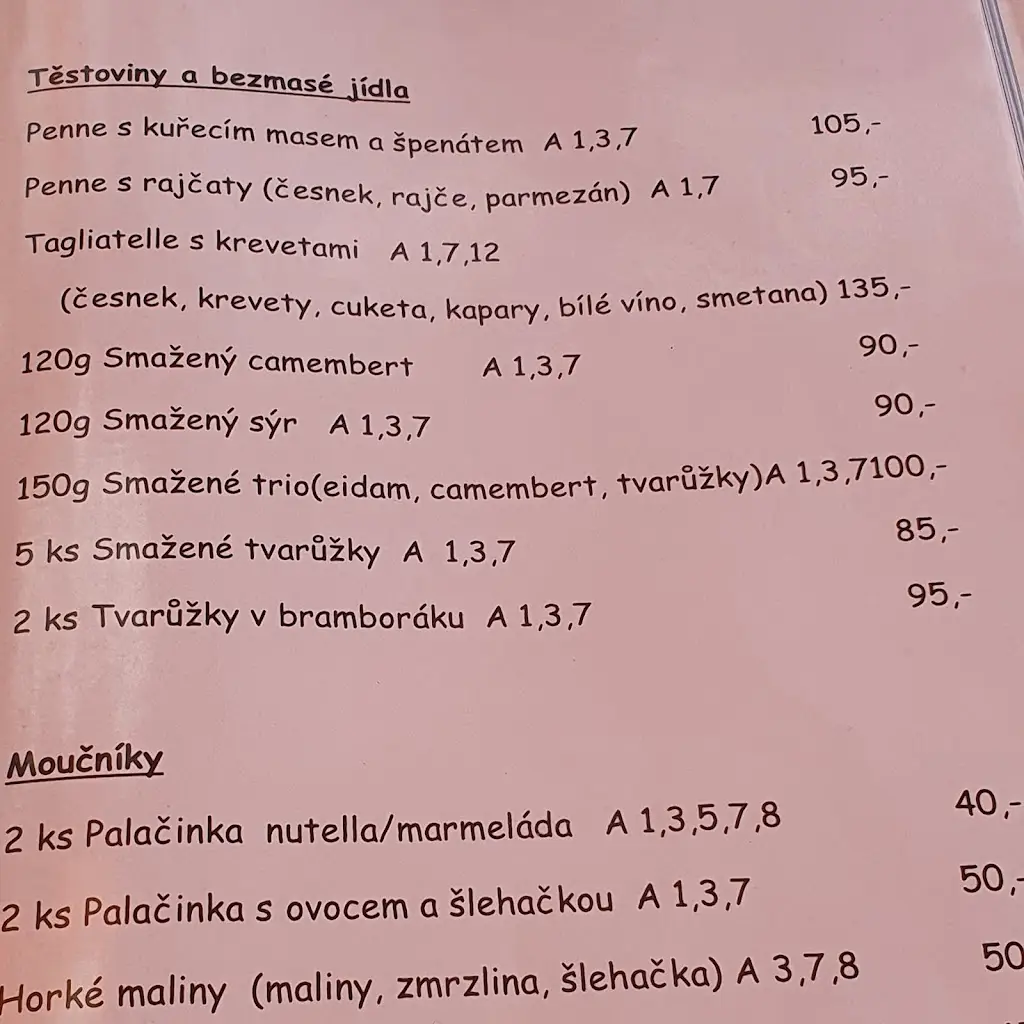 Těstoviny a bezmasé jídla
Penne s kuřecím masem a špenátem A 1,3,7 105,-
Penne s rajčaty (česnek, rajče, parmezán) A 1,7 95,-
Tagliatelle s krevetami A 1,7,12
(česnek, krevety, cuketa, kapary, bílé víno, smetana) 135,-
120g Smažený camembert A 1,3,7 90,-
120g Smažený sýr A 1,3,7 90,-
150g Smažené trio(eidam, camembert, tvarůžky)A 1,3,7100,-
5 ks Smažené tvarůžky A 1,3,7 85,-
2 ks Tvarůžky v bramboráku A 1,3,7 95,-
Moučníky
2 ks Palačinka nutella/marmeláda A 1,3,5,7,8 40,-
2 ks Palačinka s ovocem a šlehačkou A 1,3,7 50,-
Horké maliny (maliny, zmrzlina, šlehačka) A 3,7,8 50